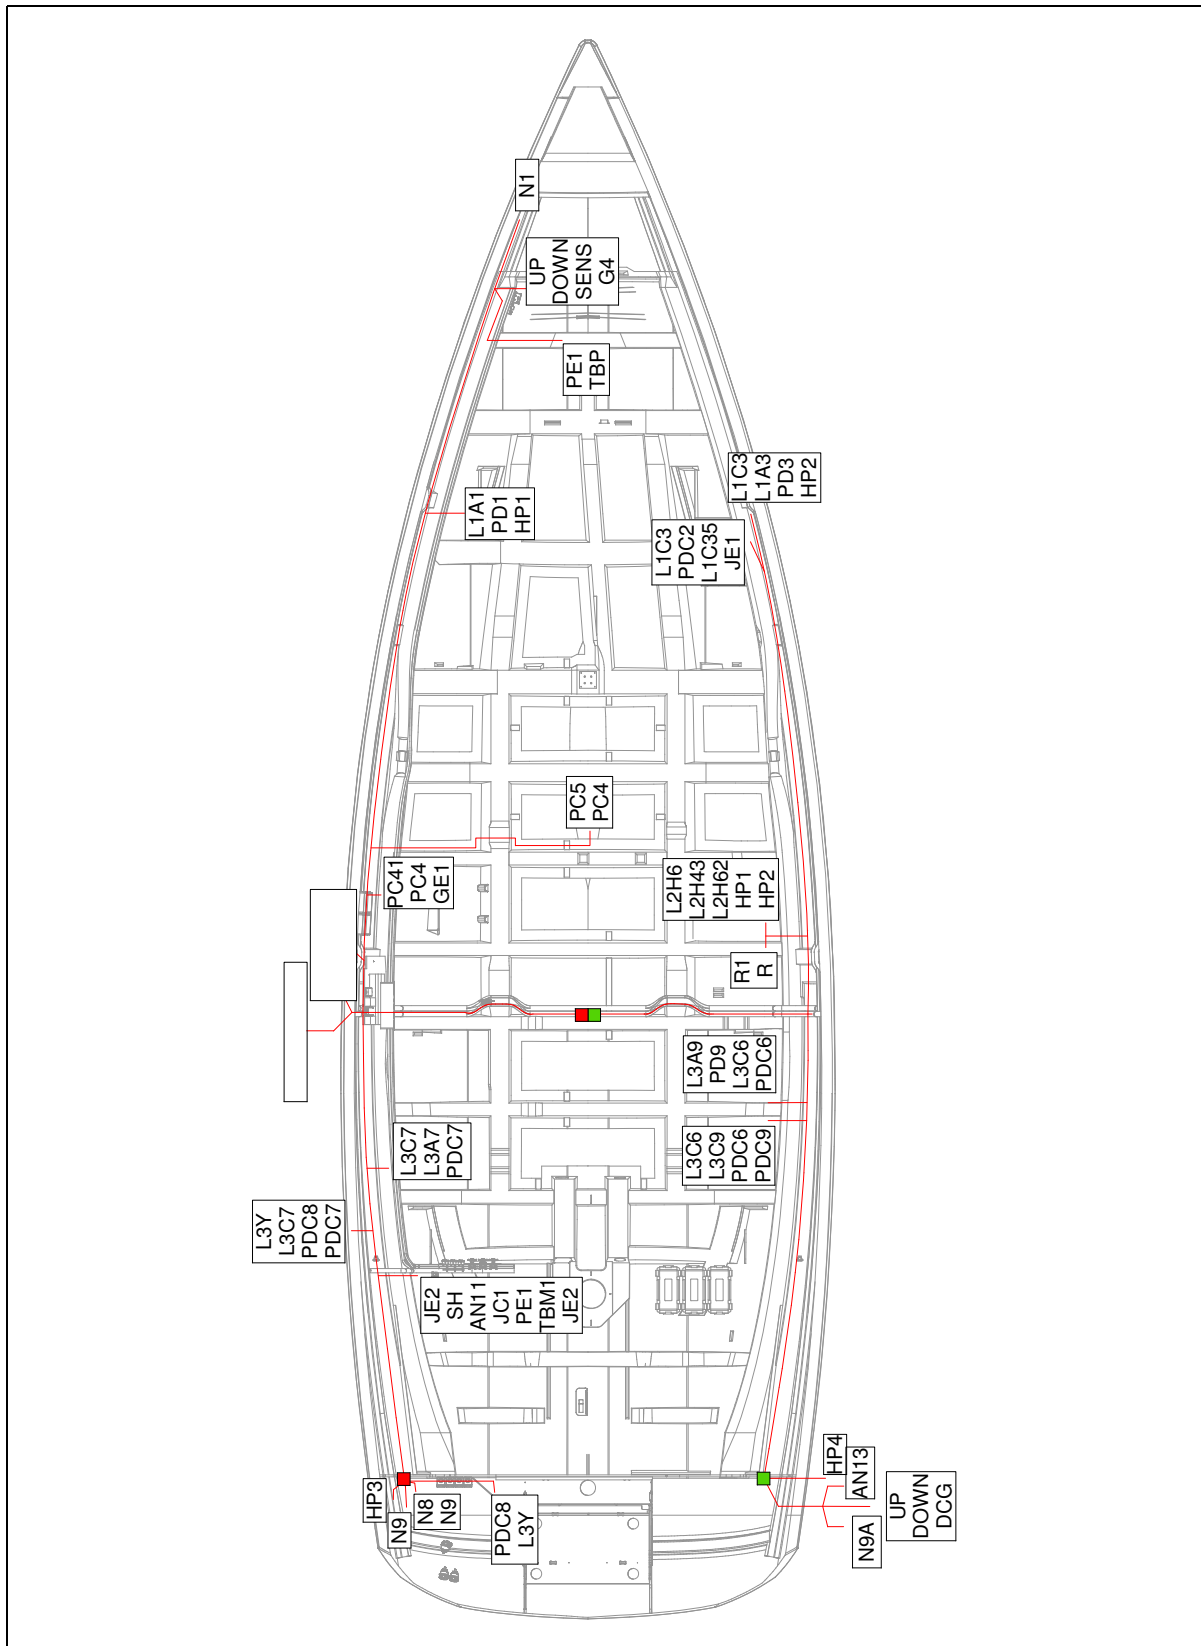 N1
UP
DOWN
SENS
G4
PE1
TBP
L1A1
PD1
HP1
L1C3
L1A3
PD3
HP2
L1C3
PDC2
L1C35
JE1
PC5
PC4
PC41
PC4
GE1
L2H6
L2H43
L2H62
HP1
HP2
R1
R
L3A9
PD9
L3C6
PDC6
L3C6
L3C9
PDC6
PDC9
L3C7
L3A7
PDC7
L3Y
L3C7
PDC8
PDC7
JE2
SH
AN11
JC1
PE1
TBM1
JE2
HP3
N9
N8
N9
PDC8
L3Y
HP4
AN13
UP
DOWN
DCG
N9A